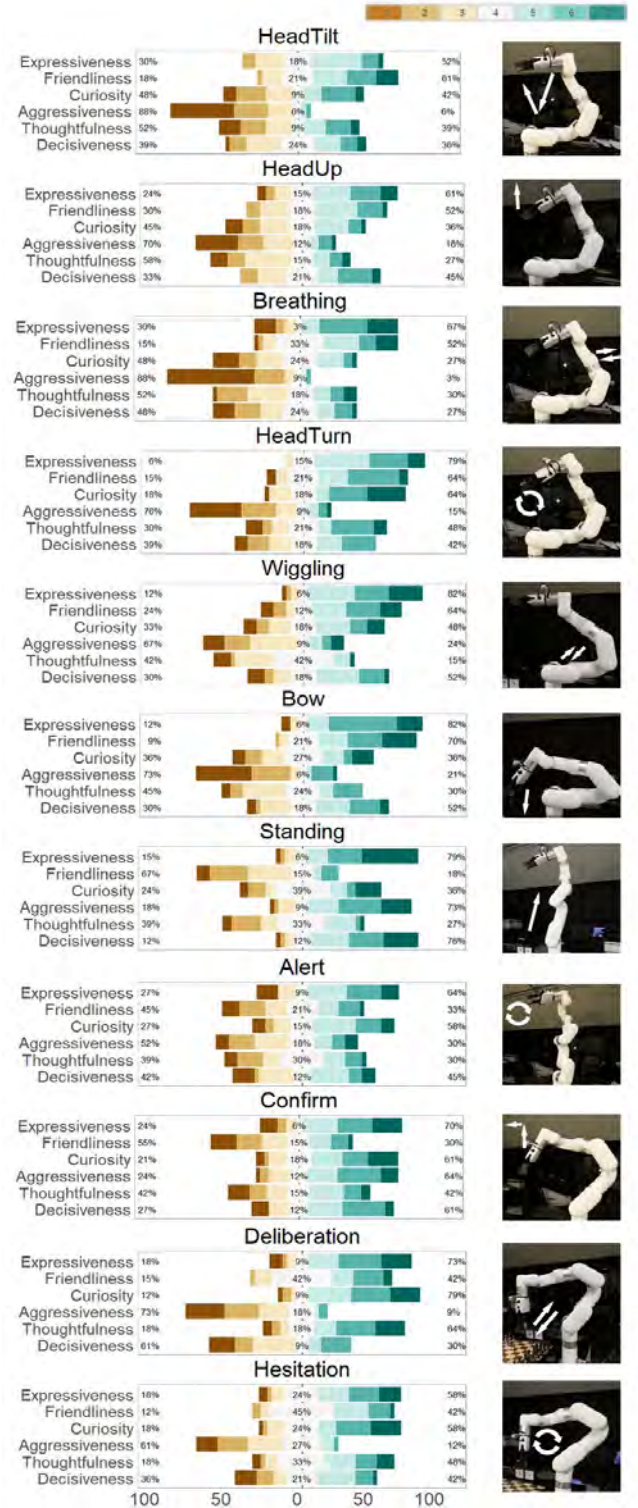 1 2 3 4 5 6 7
HeadTilt
Expressiveness 30% 18% 52%
Friendliness 18% 21% 61%
Curiosity 48% 9% 42%
Aggressiveness 88% 6% 6%
Thoughtfulness 52% 9% 39%
Decisiveness 39% 24% 36%
HeadUp
Expressiveness 24% 15% 61%
Friendliness 30% 18% 52%
Curiosity 45% 18% 36%
Aggressiveness 70% 12% 18%
Thoughtfulness 58% 15% 27%
Decisiveness 33% 21% 45%
Breathing
Expressiveness 30% 3% 67%
Friendliness 15% 33% 52%
Curiosity 48% 24% 27%
Aggressiveness 88% 9% 3%
Thoughtfulness 52% 18% 30%
Decisiveness 48% 24% 27%
HeadTurn
Expressiveness 6% 15% 79%
Friendliness 15% 21% 64%
Curiosity 18% 18% 64%
Aggressiveness 70% 9% 15%
Thoughtfulness 30% 21% 48%
Decisiveness 39% 18% 42%
Wiggling
Expressiveness 12% 6% 82%
Friendliness 24% 12% 64%
Curiosity 33% 18% 48%
Aggressiveness 67% 9% 24%
Thoughtfulness 42% 42% 15%
Decisiveness 30% 18% 52%
Bow
Expressiveness 12% 6% 82%
Friendliness 9% 21% 70%
Curiosity 36% 27% 36%
Aggressiveness 73% 6% 21%
Thoughtfulness 45% 24% 30%
Decisiveness 30% 18% 52%
Standing
Expressiveness 15% 6% 79%
Friendliness 67% 15% 18%
Curiosity 24% 39% 36%
Aggressiveness 18% 9% 73%
Thoughtfulness 39% 33% 27%
Decisiveness 12% 12% 76%
Alert
Expressiveness 27% 9% 64%
Friendliness 45% 21% 33%
Curiosity 27% 15% 58%
Aggressiveness 52% 18% 30%
Thoughtfulness 39% 30% 30%
Decisiveness 42% 12% 45%
Confirm
Expressiveness 24% 6% 70%
Friendliness 55% 15% 30%
Curiosity 21% 18% 61%
Aggressiveness 24% 12% 64%
Thoughtfulness 42% 15% 42%
Decisiveness 27% 12% 61%
Deliberation
Expressiveness 18% 9% 73%
Friendliness 15% 42% 42%
Curiosity 12% 9% 79%
Aggressiveness 73% 18% 9%
Thoughtfulness 18% 18% 64%
Decisiveness 61% 9% 30%
Hesitation
Expressiveness 18% 24% 58%
Friendliness 12% 45% 42%
Curiosity 18% 24% 58%
Aggressiveness 61% 27% 12%
Thoughtfulness 18% 33% 48%
Decisiveness 36% 21% 42%
100 50 0 50 100